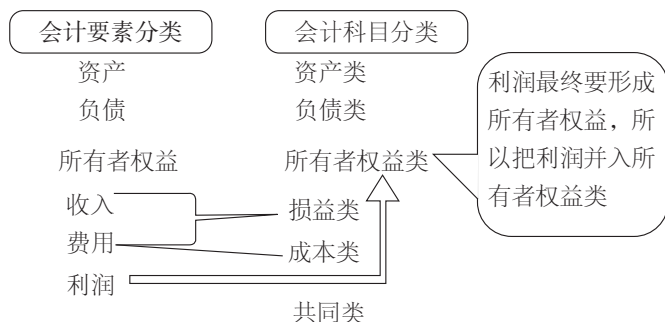 会计要素分类
会计科目分类
资产
资产类
负债
负债类
所有者权益
所有者权益类
收入
损益类
费用
成本类
利润
共同类
利润最终要形成
所有者权益，所
以把利润并入所
有者权益类